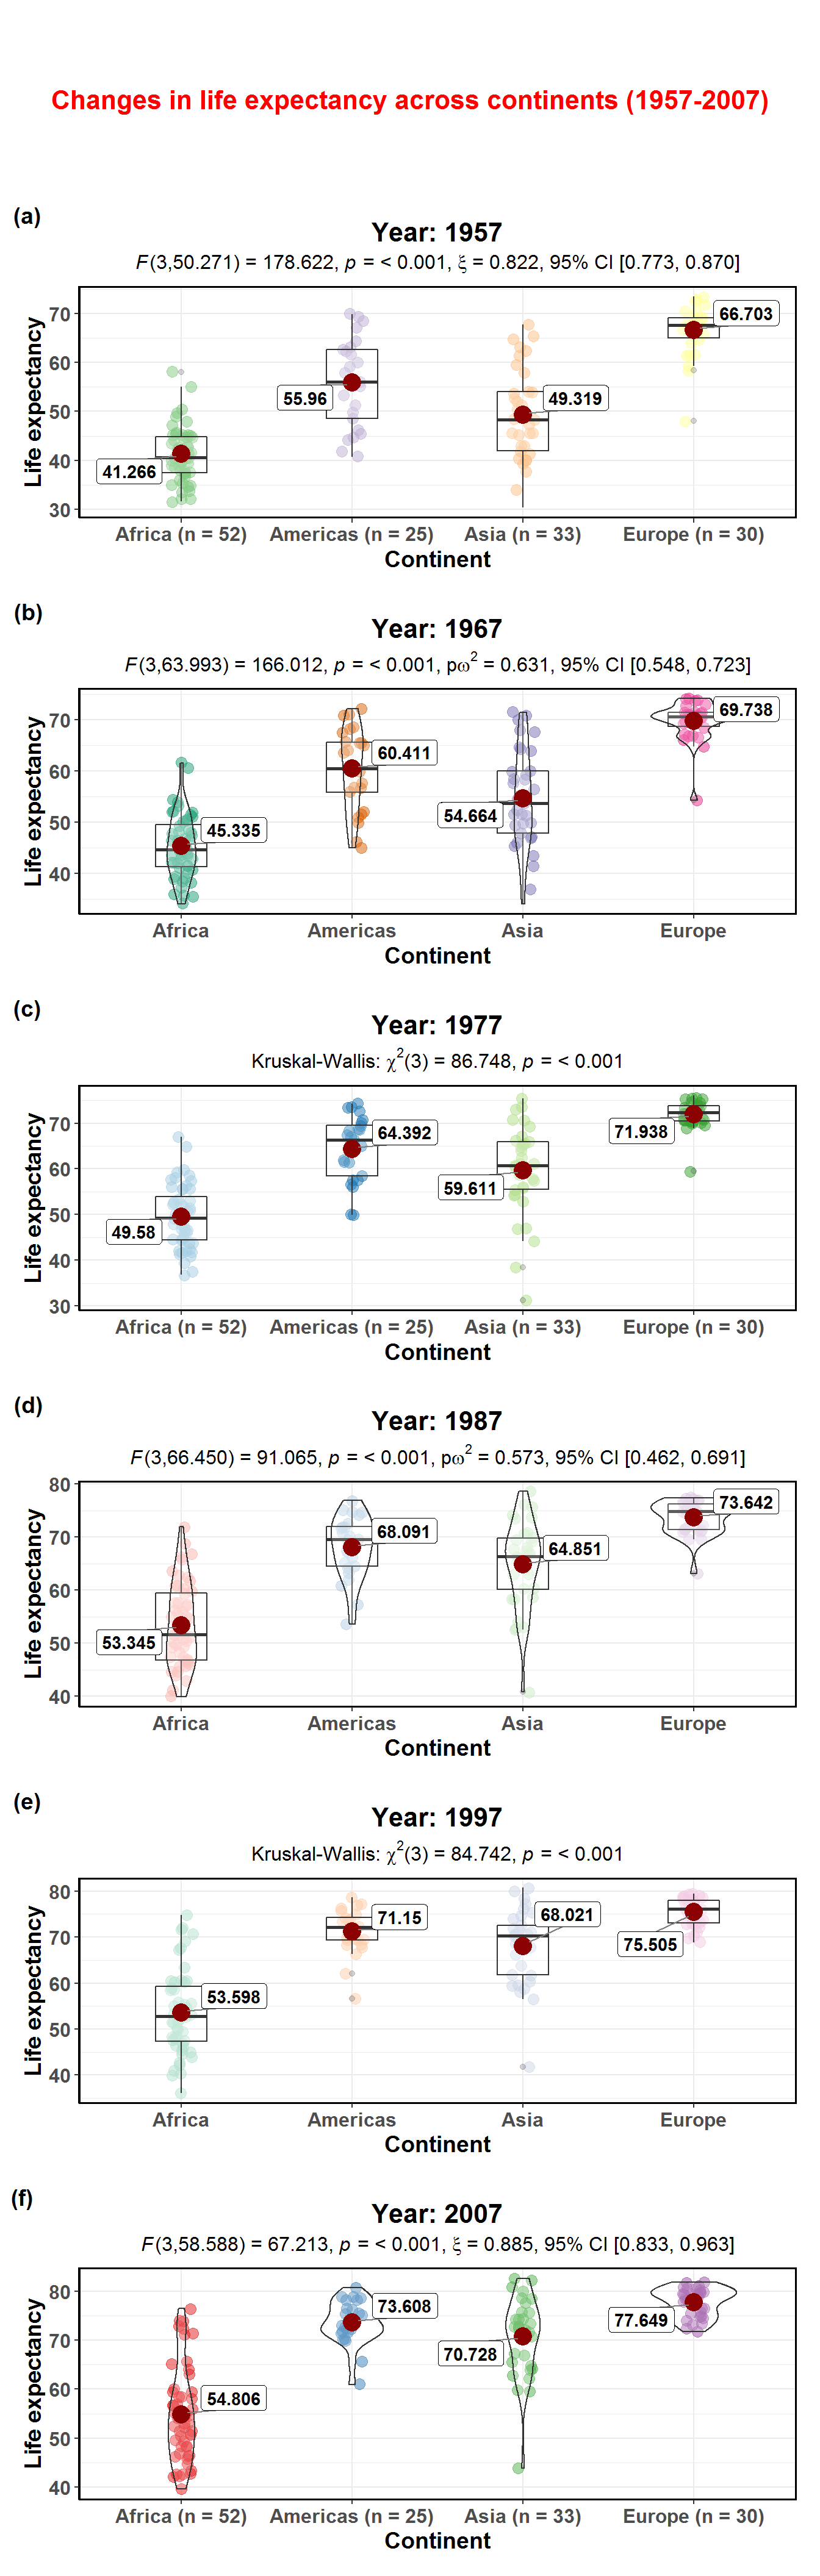 Changes in life expectancy across continents (1957-2007)
(a)
Year: 1957
F(3,50.271) = 178.622, p = < 0.001, ξ = 0.822, 95% CI [0.773, 0.870]
Life expectancy
70
60
50
40
30
66.703
55.96
49.319
41.266
Africa (n = 52) Americas (n = 25) Asia (n = 33) Europe (n = 30)
Continent
(b)
Year: 1967
F(3,63.993) = 166.012, p = < 0.001, pω² = 0.631, 95% CI [0.548, 0.723]
Life expectancy
70
60
50
40
69.738
60.411
54.664
45.335
Africa Americas Asia Europe
Continent
(c)
Year: 1977
Kruskal-Wallis: χ²(3) = 86.748, p = < 0.001
Life expectancy
70
60
50
40
30
64.392
71.938
59.611
49.58
Africa (n = 52) Americas (n = 25) Asia (n = 33) Europe (n = 30)
Continent
(d)
Year: 1987
F(3,66.450) = 91.065, p = < 0.001, pω² = 0.573, 95% CI [0.462, 0.691]
Life expectancy
80
70
60
50
40
73.642
68.091
64.851
53.345
Africa Americas Asia Europe
Continent
(e)
Year: 1997
Kruskal-Wallis: χ²(3) = 84.742, p = < 0.001
Life expectancy
80
70
60
50
40
68.021
71.15
75.505
53.598
Africa Americas Asia Europe
Continent
(f)
Year: 2007
F(3,58.588) = 67.213, p = < 0.001, ξ = 0.885, 95% CI [0.833, 0.963]
Life expectancy
80
70
60
50
40
73.608
77.649
70.728
54.806
Africa (n = 52) Americas (n = 25) Asia (n = 33) Europe (n = 30)
Continent